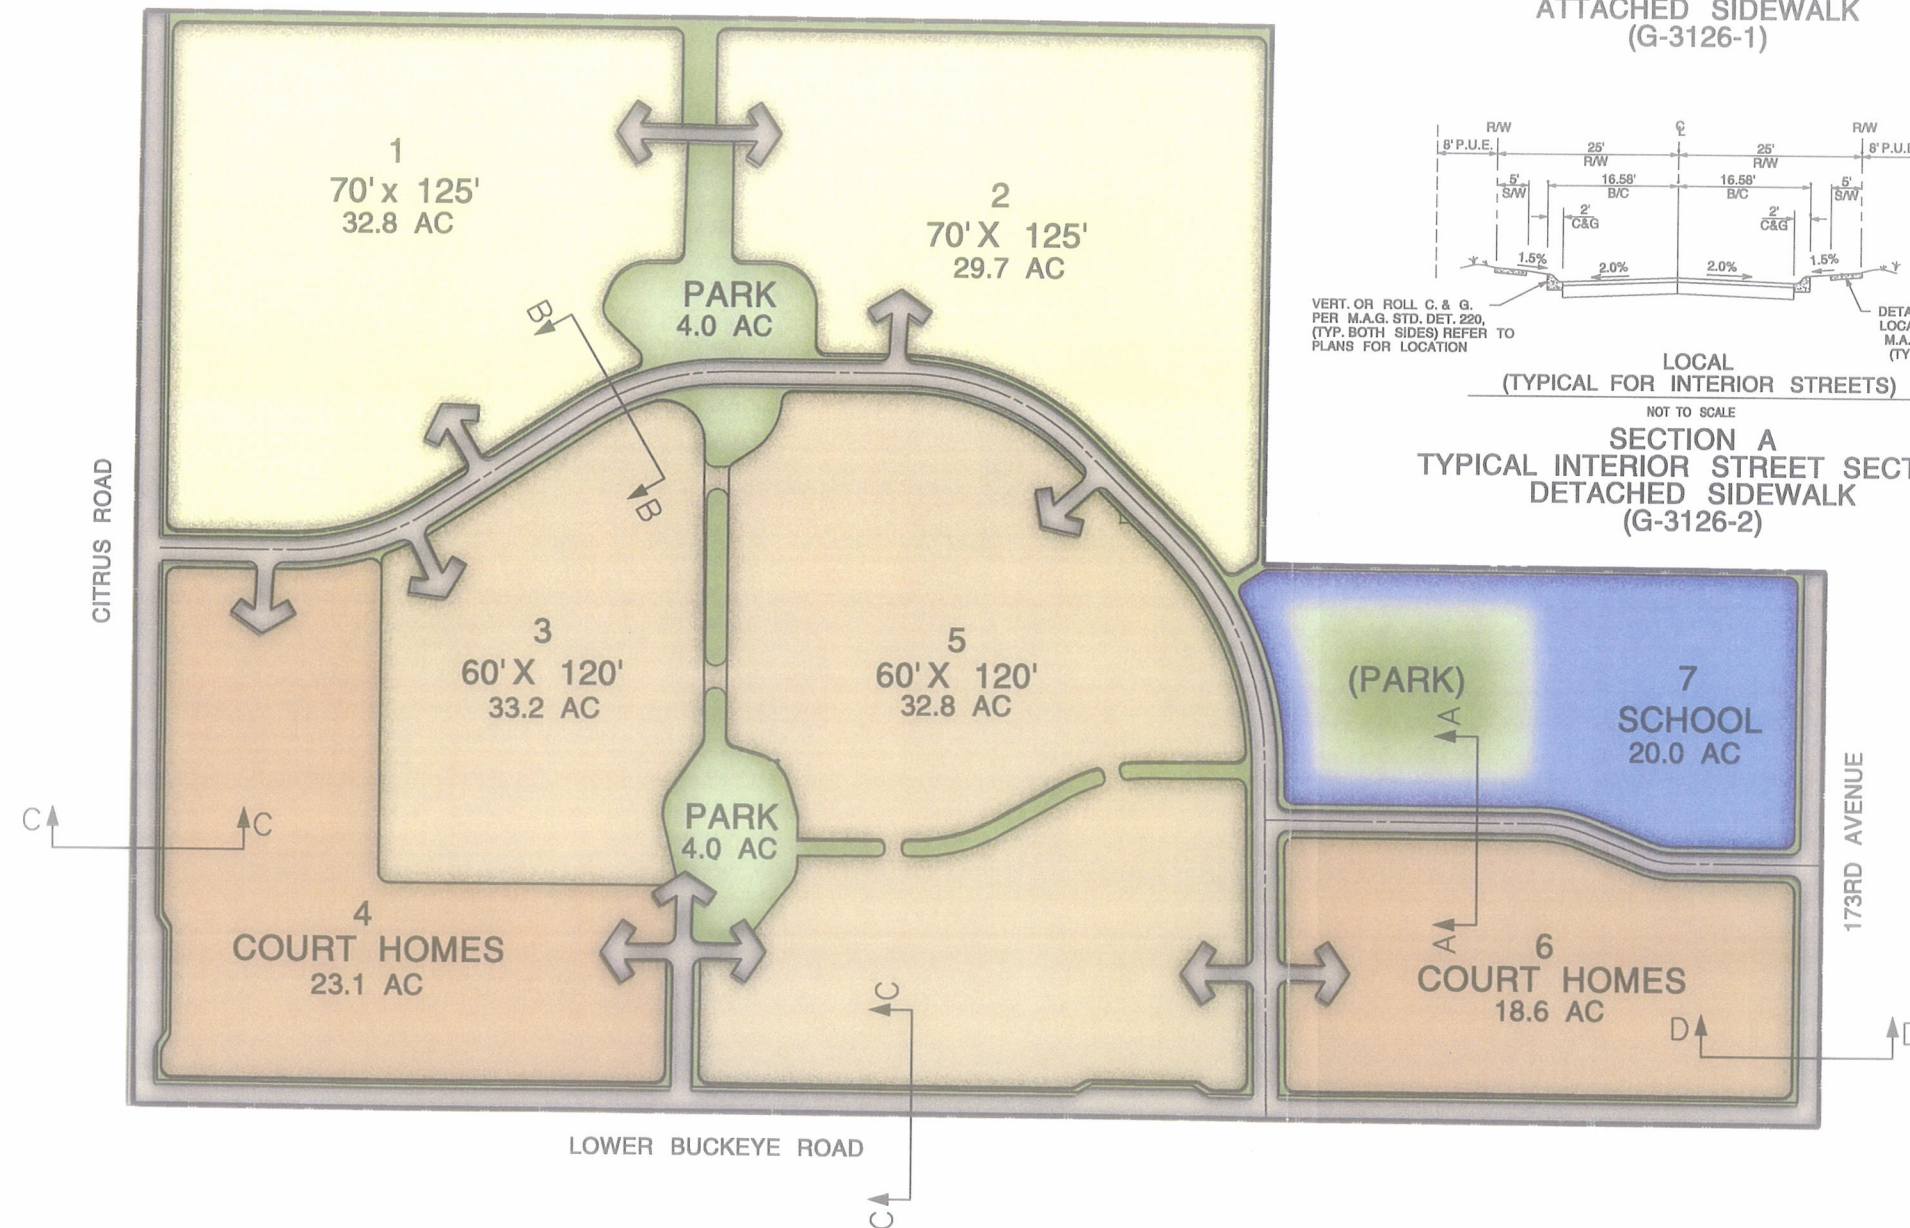 ATTACHED SIDEWALK
(G-3126-1)
R/W
C
L
R/W
8' P.U.E.
25'
R/W
25'
R/W
8' P.U.E
5'
S/W
16.58'
B/C
16.58'
B/C
5'
S/W
2'
C&G
2'
C&G
1.5%
2.0%
2.0%
1.5%
VERT. OR ROLL C. & G.
PER M.A.G. STD. DET. 220,
(TYP. BOTH SIDES) REFER TO
PLANS FOR LOCATION
DETA
LOCA
M.A.
(TY
LOCAL
(TYPICAL FOR INTERIOR STREETS)
NOT TO SCALE
SECTION A
TYPICAL INTERIOR STREET SECT
DETACHED SIDEWALK
(G-3126-2)
1
70' x 125'
32.8 AC
2
70' X 125'
29.7 AC
PARK
4.0 AC
B
B
CITRUS ROAD
3
60' X 120'
33.2 AC
5
60' X 120'
32.8 AC
(PARK)
A
7
SCHOOL
20.0 AC
173RD AVENUE
PARK
4.0 AC
C
C
4
COURT HOMES
23.1 AC
A
6
COURT HOMES
18.6 AC
C
D
D
LOWER BUCKEYE ROAD
C